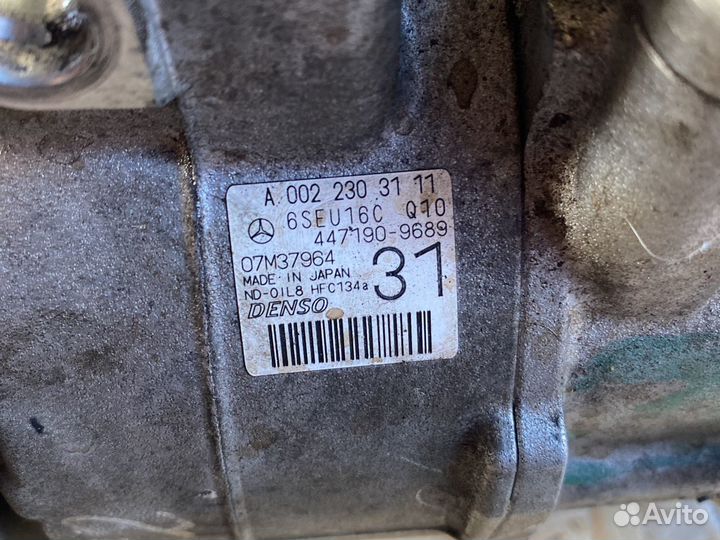 A 002 230 31 11
6SEU16C Q10
447190-9689
07M37964
MADE IN JAPAN
31
ND-OIL8 HFC134a
DENSO
Avito